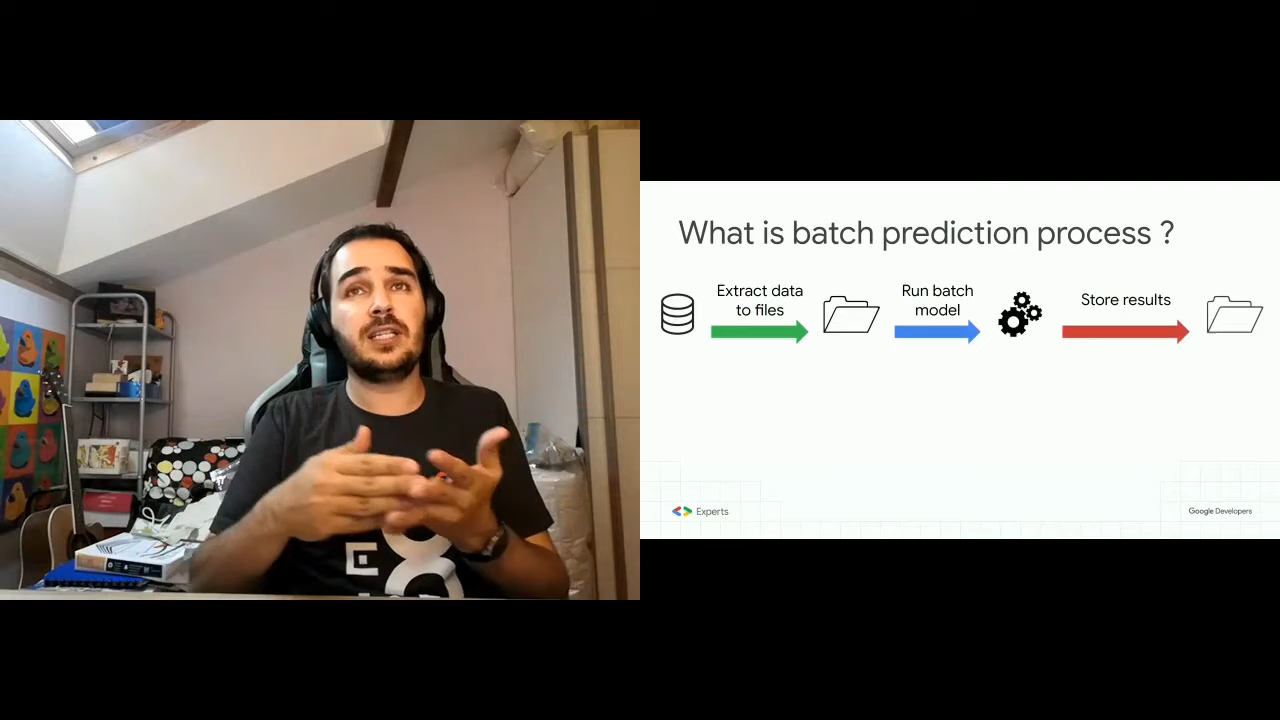 What is batch prediction process ?
Extract data
to files
Run batch
model
Store results
Experts
Google Developers